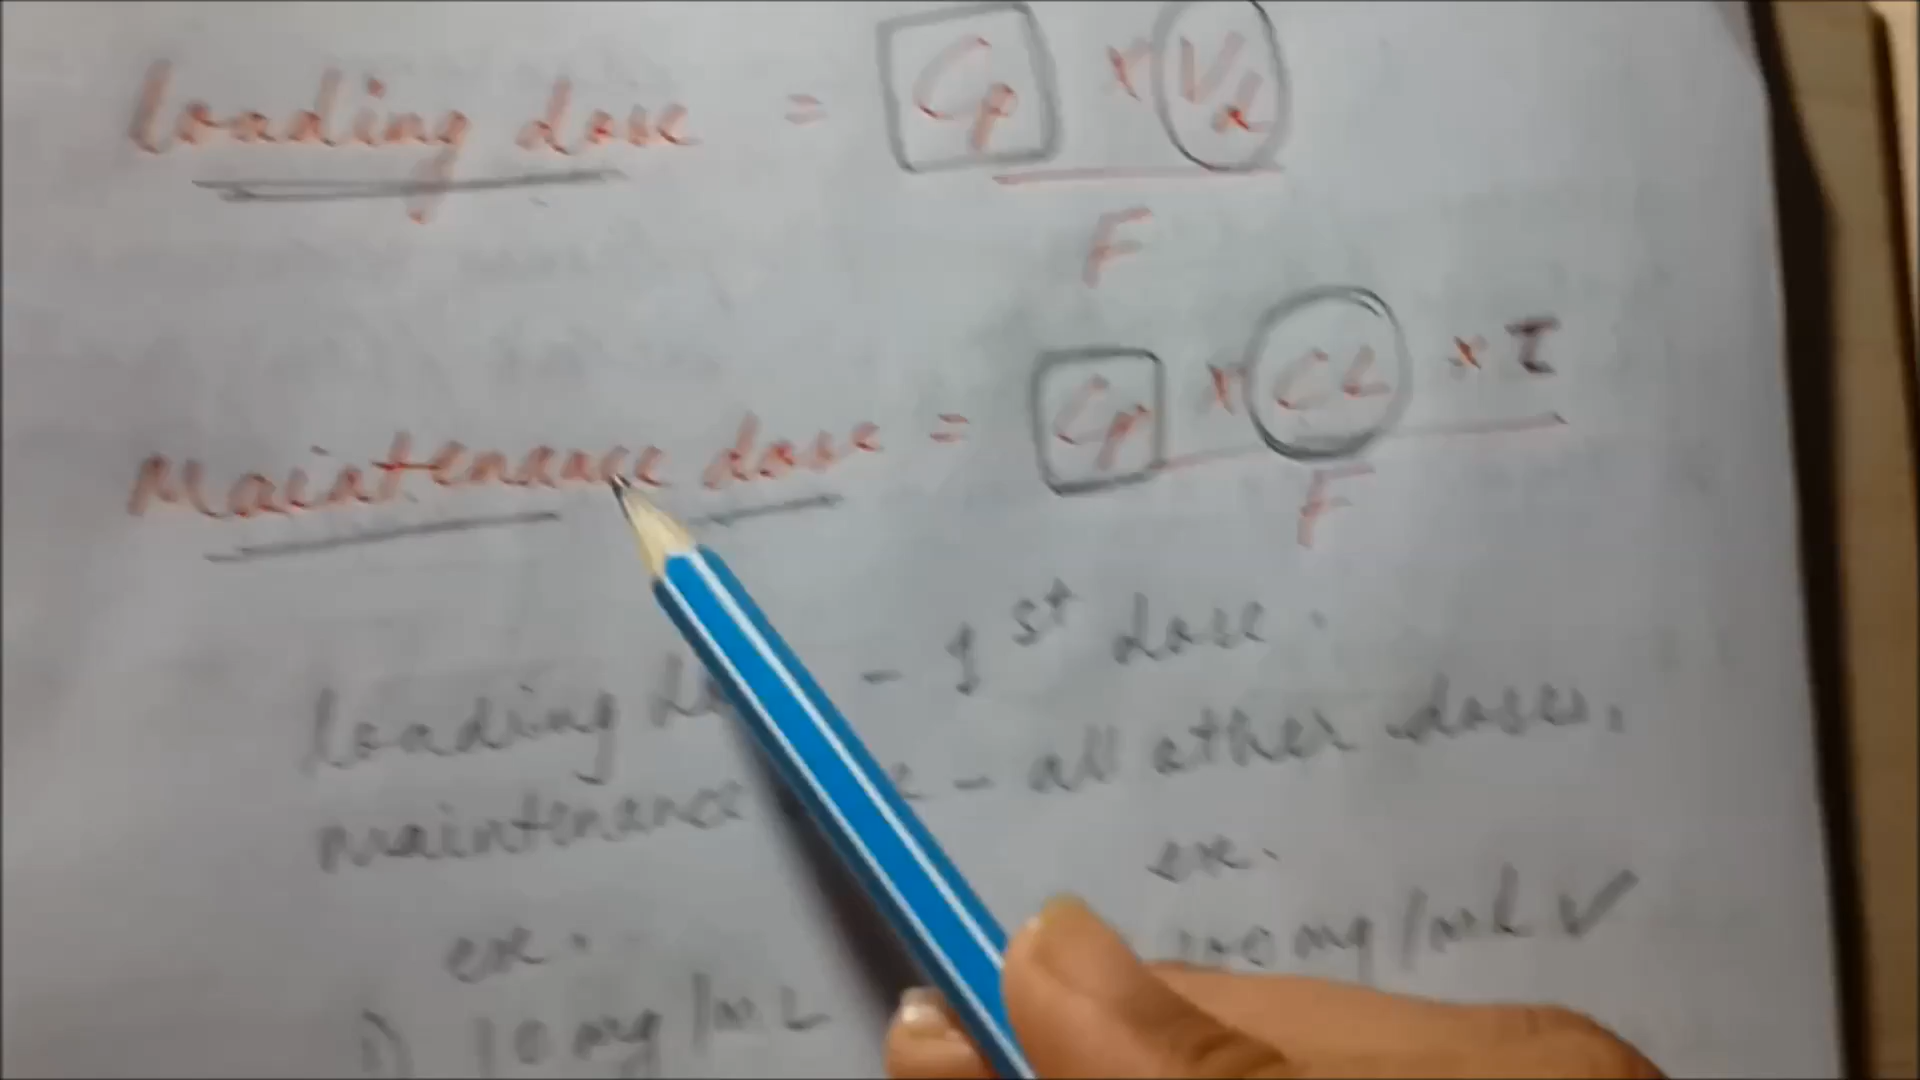 loading dose = Cp x Vd
F
Maintenance dose = Cp x CL x τ
F
loading - 1st dose.
maintenance - all other doses.
ex. ex.
1) 10 mg/mL mg/mL ✓